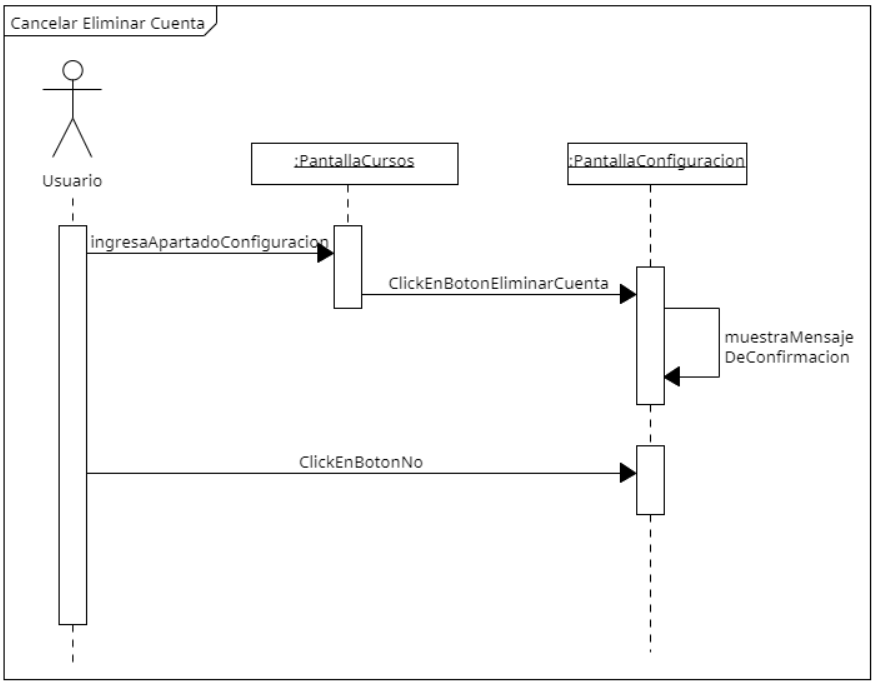 Cancelar Eliminar Cuenta
Usuario
:PantallaCursos
:PantallaConfiguracion
ingresaApartadoConfiguracion
ClickEnBotonEliminarCuenta
muestraMensaje
DeConfirmacion
ClickEnBotonNo